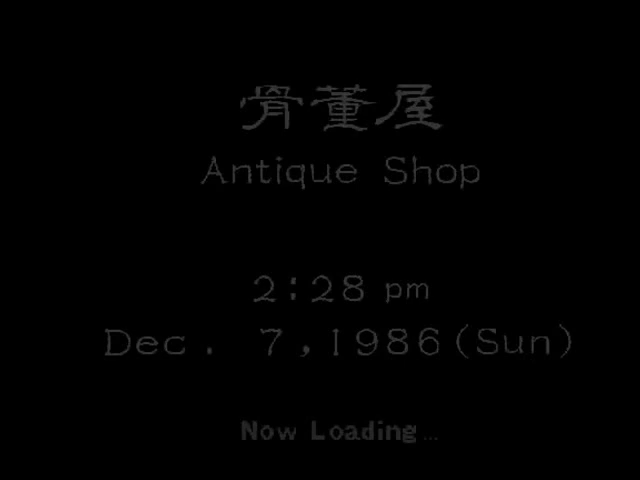 骨董屋
Antique Shop
2:28 pm
Dec. 7,1986(Sun)
Now Loading...